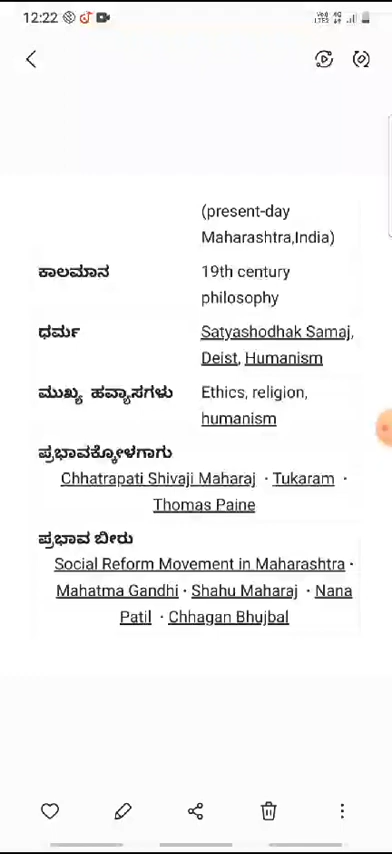 12:22
(present-day
Maharashtra,India)
ಕಾಲಮಾನ 19th century
philosophy
ಧರ್ಮ Satyashodhak Samaj,
Deist, Humanism
ಮುಖ್ಯ ಹವ್ಯಾಸಗಳು Ethics, religion,
humanism
ಪ್ರಭಾವಕ್ಕೋಳಗಾಗು
Chhatrapati Shivaji Maharaj · Tukaram ·
Thomas Paine
ಪ್ರಭಾವ ಬೀರು
Social Reform Movement in Maharashtra ·
Mahatma Gandhi · Shahu Maharaj · Nana
Patil · Chhagan Bhujbal